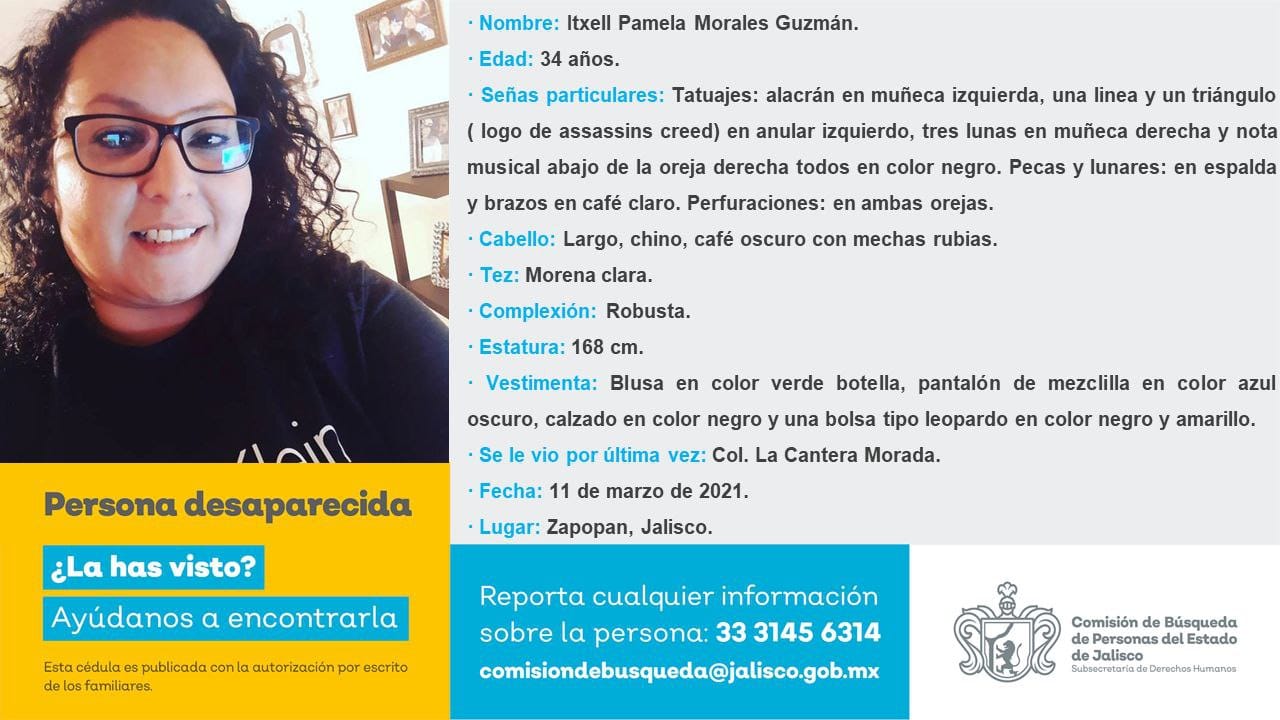 · Nombre: Itxell Pamela Morales Guzmán.
· Edad: 34 años.
· Señas particulares: Tatuajes: alacrán en muñeca izquierda, una linea y un triángulo
( logo de assassins creed) en anular izquierdo, tres lunas en muñeca derecha y nota
musical abajo de la oreja derecha todos en color negro. Pecas y lunares: en espalda
y brazos en café claro. Perfuraciones: en ambas orejas.
· Cabello: Largo, chino, café oscuro con mechas rubias.
· Tez: Morena clara.
· Complexión: Robusta.
· Estatura: 168 cm.
· Vestimenta: Blusa en color verde botella, pantalón de mezclilla en color azul
oscuro, calzado en color negro y una bolsa tipo leopardo en color negro y amarillo.
· Se le vio por última vez: Col. La Cantera Morada.
· Fecha: 11 de marzo de 2021.
· Lugar: Zapopan, Jalisco.
Persona desaparecida
¿La has visto?
Ayúdanos a encontrarla
Esta cédula es publicada con la autorización por escrito
de los familiares.
Reporta cualquier información
sobre la persona: 33 3145 6314
comisiondebusqueda@jalisco.gob.mx
Comisión de Búsqueda
de Personas del Estado
de Jalisco
Subsecretaría de Derechos Humanos